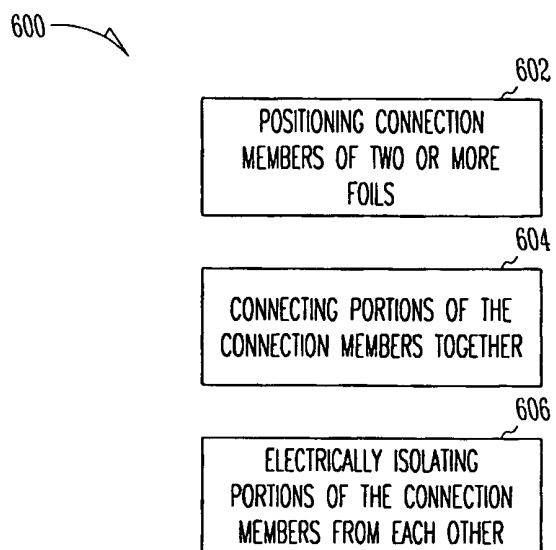 600
602
POSITIONING CONNECTION
MEMBERS OF TWO OR MORE
FOILS
604
CONNECTING PORTIONS OF THE
CONNECTION MEMBERS TOGETHER
606
ELECTRICALLY ISOLATING
PORTIONS OF THE CONNECTION
MEMBERS FROM EACH OTHER